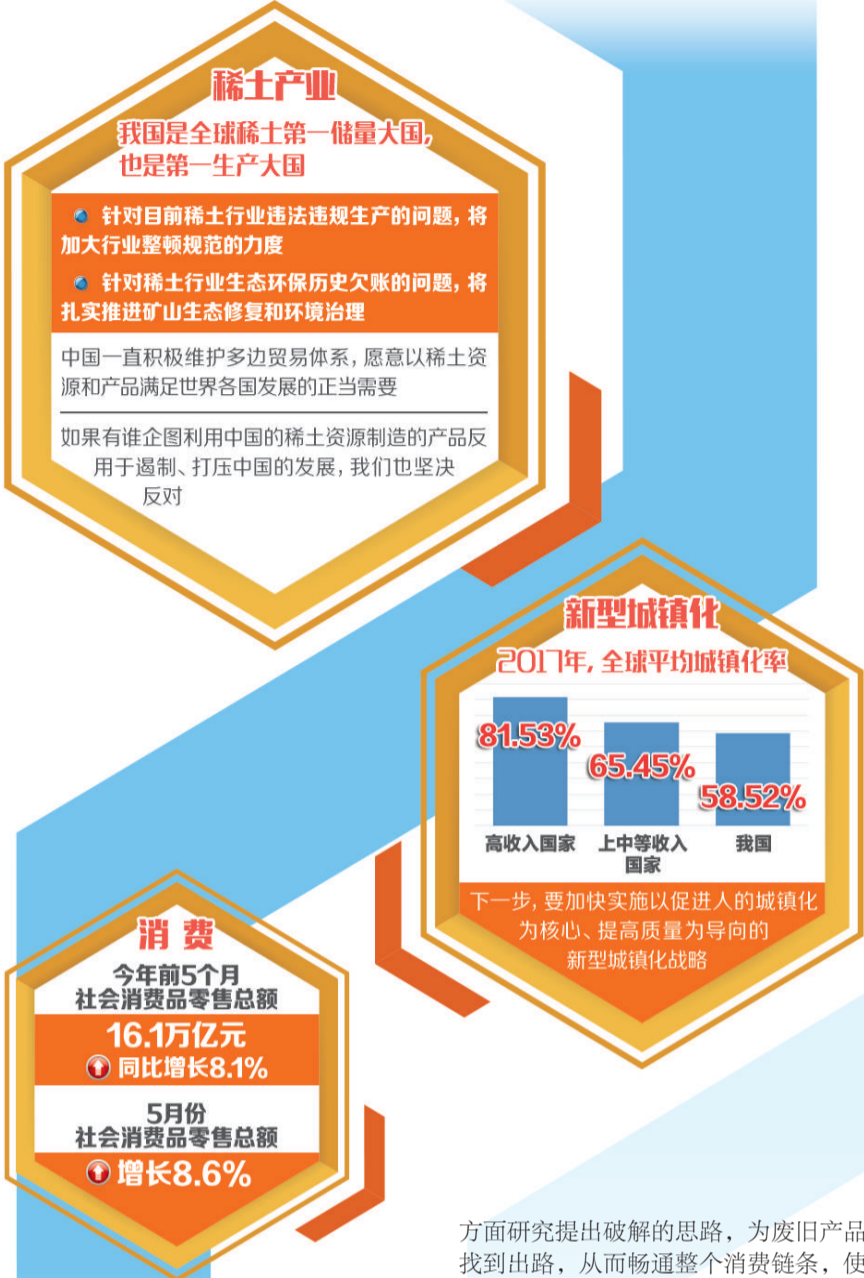 稀土产业
我国是全球稀土第一储量大国,
也是第一生产大国
针对目前稀土行业违法违规生产的问题, 将
加大行业整顿规范的力度
针对稀土行业生态环保历史欠账的问题, 将
扎实推进矿山生态修复和环境治理
中国一直积极维护多边贸易体系, 愿意以稀土资
源和产品满足世界各国发展的正当需要
如果有谁企图利用中国的稀土资源制造的产品反
用于遏制、打压中国的发展, 我们也坚决
反对
新型城镇化
2017年, 全球平均城镇化率
81.53%
65.45%
58.52%
高收入国家 上中等收入 我国
国家
下一步, 要加快实施以促进人的城镇化
为核心、提高质量为导向的
新型城镇化战略
消费
今年前5个月
社会消费品零售总额
16.1万亿元
同比增长8.1%
5月份
社会消费品零售总额
增长8.6%
方面研究提出破解的思路, 为废旧产品
找到出路, 从而畅通整个消费链条, 使